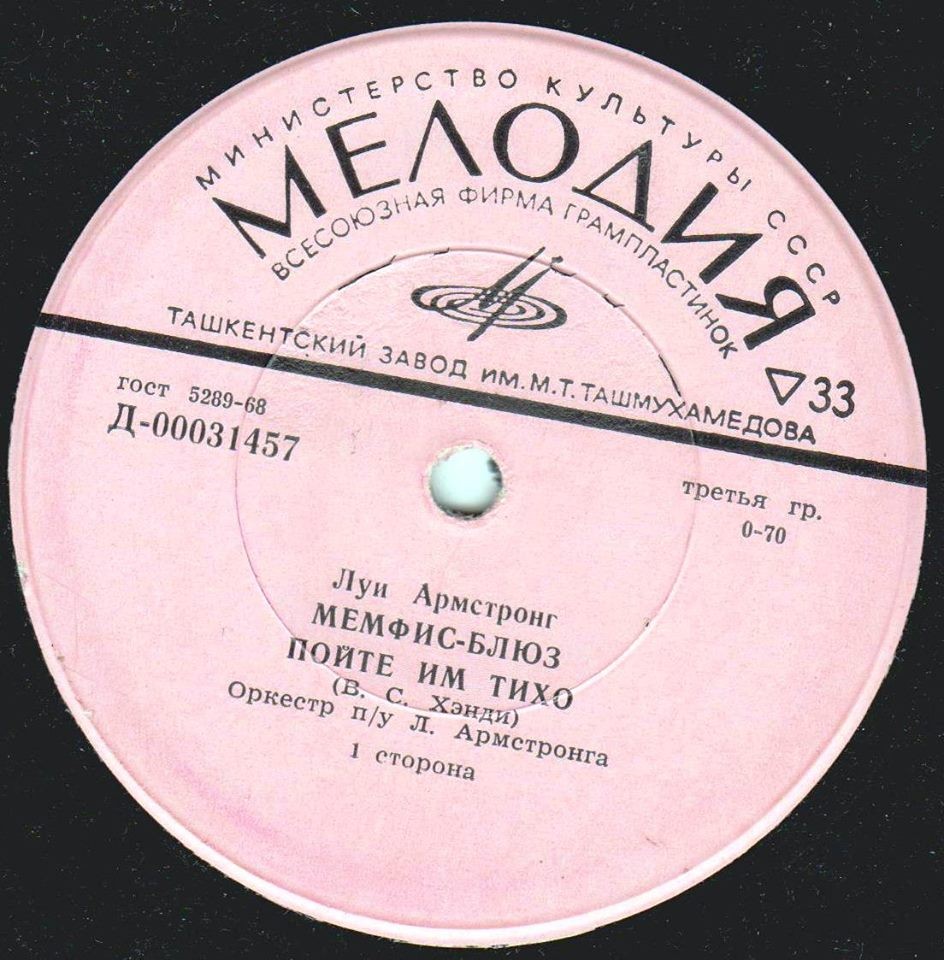 МИНИСТЕРСТВО КУЛЬТУРЫ СССР
МЕЛОДИЯ
ВСЕСОЮЗНАЯ ФИРМА ГРАМПЛАСТИНОК
ТАШКЕНТСКИЙ ЗАВОД ИМ. М.Т. ТАШМУХАМЕДОВА
33
гост 5289-68
Д-00031457
третья гр.
0-70
Луи Армстронг
МЕМФИС-БЛЮЗ
ПОЙТЕ ИМ ТИХО
(В. С. Хэнди)
Оркестр п/у Л. Армстронга
1 сторона